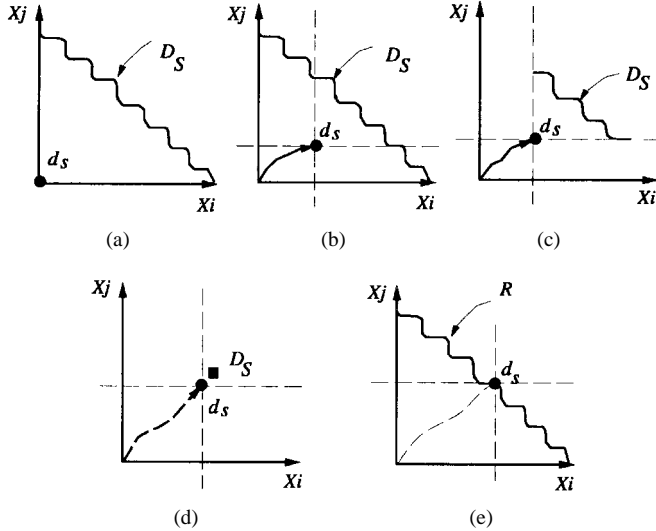 Xj
D_S
d_s
Xi
(a)
Xj
D_S
d_s
Xi
(b)
Xj
D_S
d_s
Xi
(c)
Xj
D_S
d_s
Xi
(d)
Xj
R
d_s
Xi
(e)